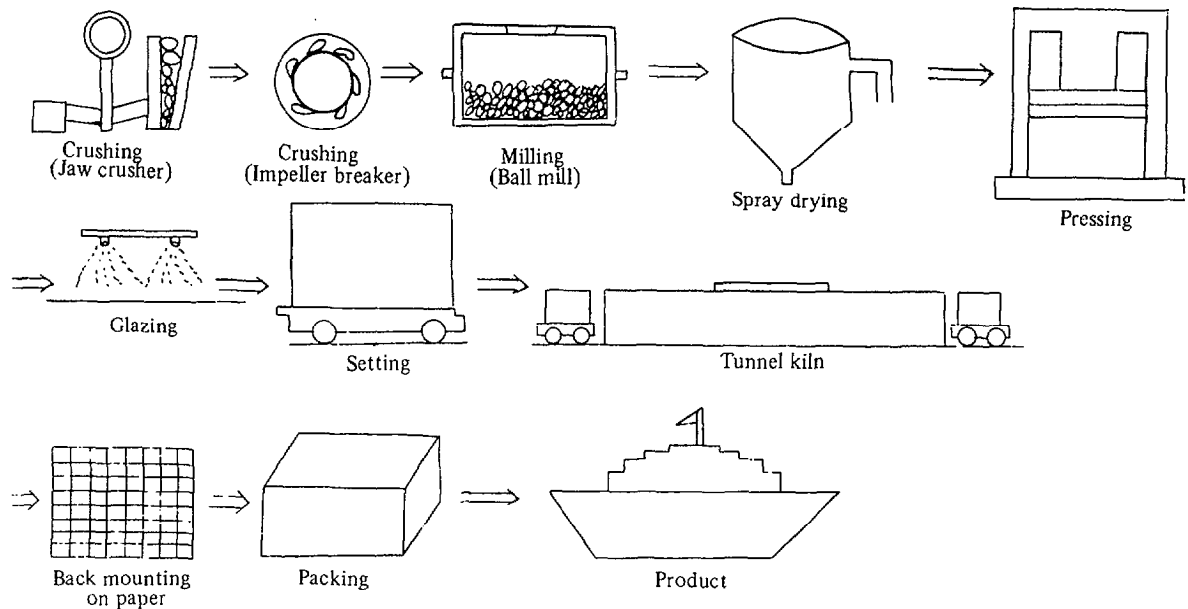 Crushing
(Jaw crusher)
Crushing
(Impeller breaker)
Milling
(Ball mill)
Spray drying
Pressing
Glazing
Setting
Tunnel kiln
Back mounting
on paper
Packing
Product